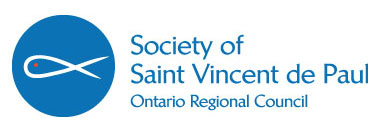 Society of
Saint Vincent de Paul
Ontario Regional Council